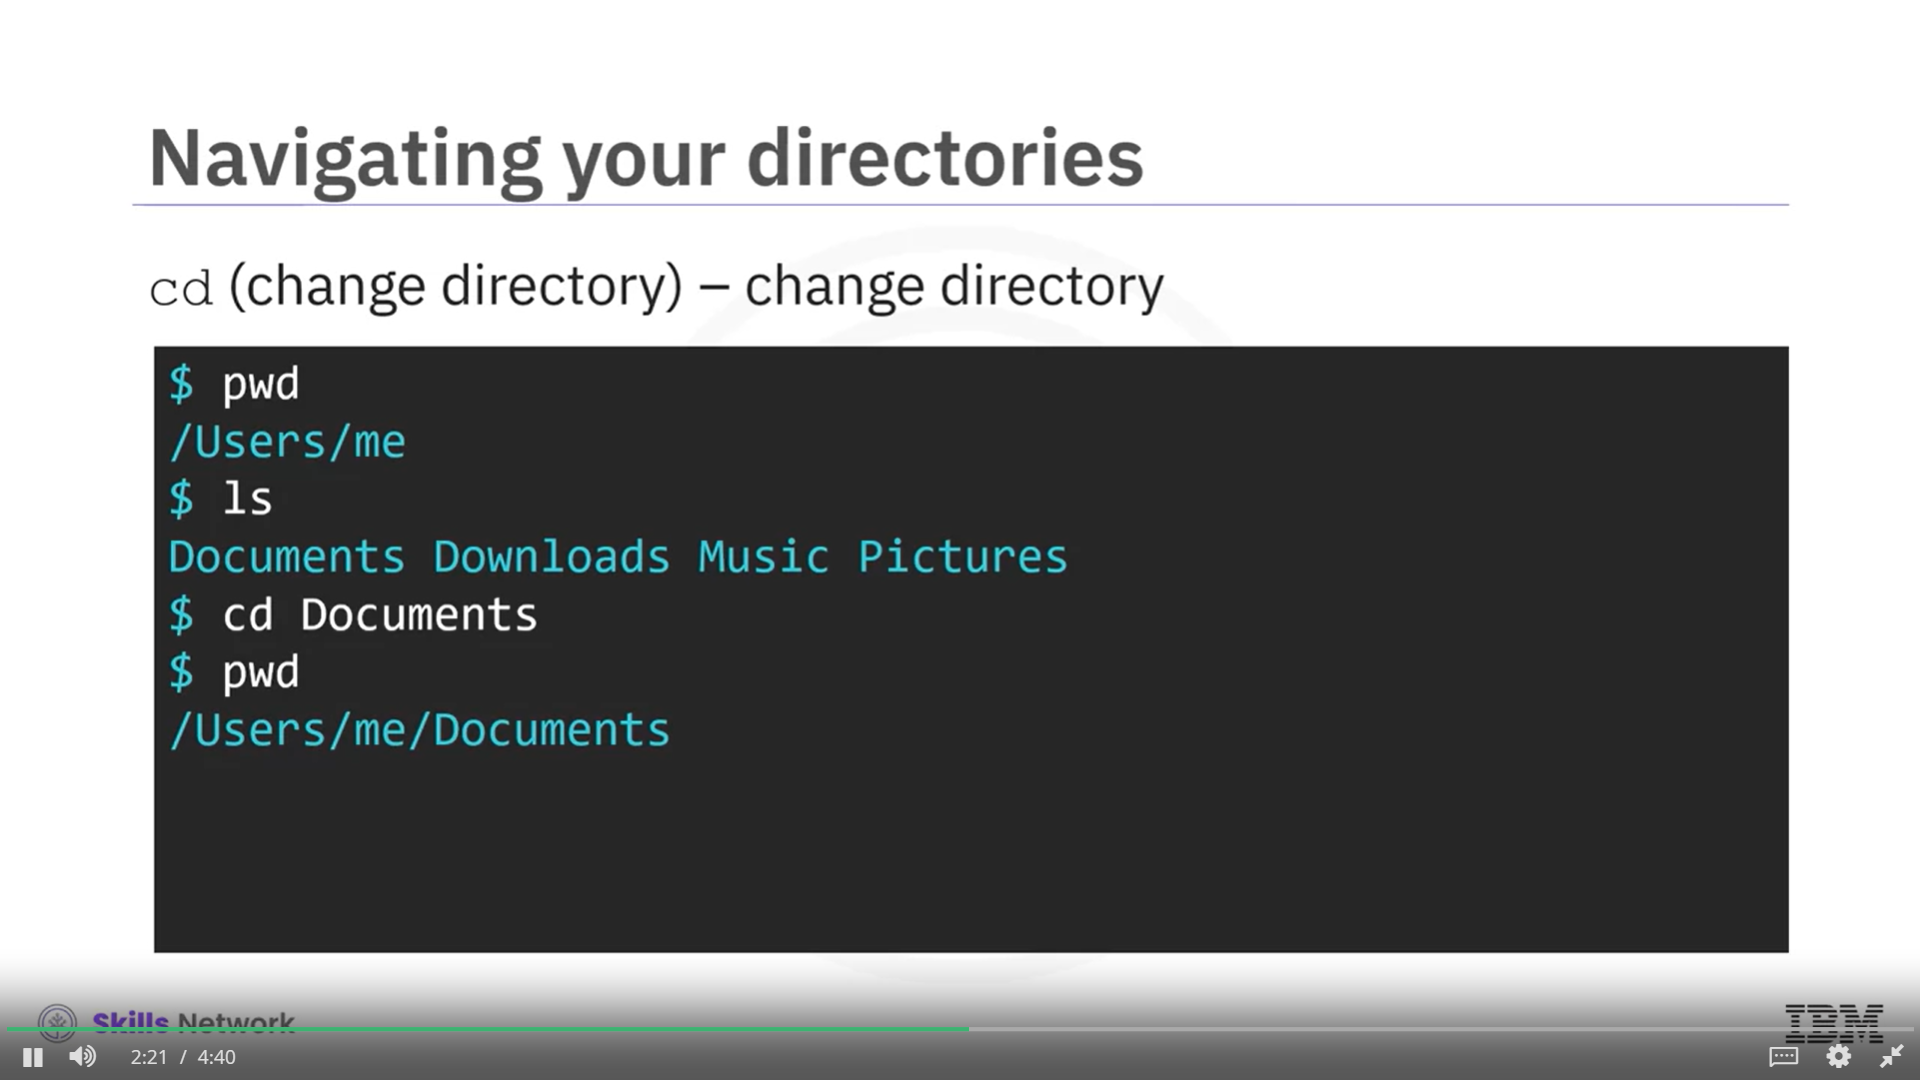 Navigating your directories
cd (change directory) – change directory
$ pwd
/Users/me
$ ls
Documents Downloads Music Pictures
$ cd Documents
$ pwd
/Users/me/Documents
Skills Network
IBM
2:21 / 4:40